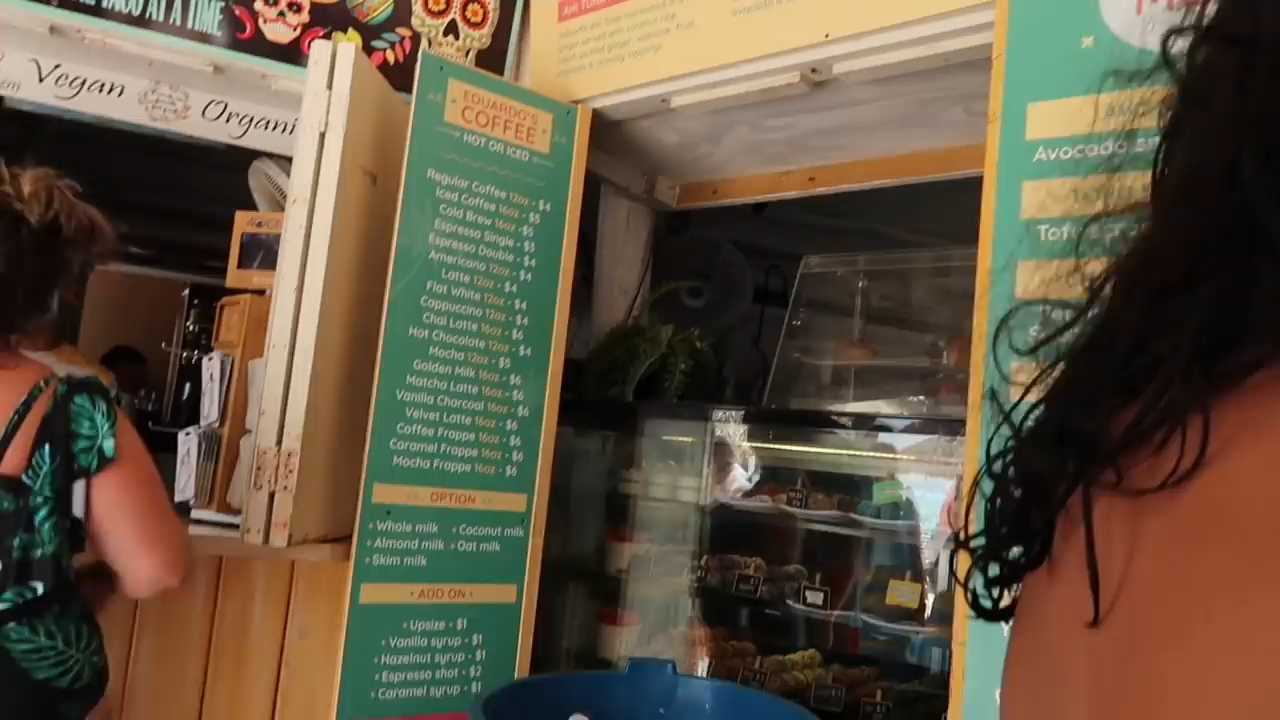 TACO AT A TIME
Vegan
Organi
EDUARDO'S
COFFEE
HOT OR ICED
Regular Coffee 12oz - $4
Iced Coffee 16oz - $5
Cold Brew 16oz - $5
Espresso Single - $3
Espresso Double - $4
Americano 12oz - $4
Latte 12oz - $4
Flat White 12oz - $4
Cappuccino 12oz - $4
Chai Latte 16oz - $6
Hot Chocolate 12oz - $4
Mocha 12oz - $5
Golden Milk 16oz - $6
Matcha Latte 16oz - $6
Vanilla Charcoal 16oz - $6
Velvet Latte 16oz - $6
Coffee Frappe 16oz - $6
Caramel Frappe 16oz - $6
Mocha Frappe 16oz - $6
OPTION
• Whole milk • Coconut milk
• Almond milk • Oat milk
• Skim milk
• ADD ON •
• Upsize - $1
• Vanilla syrup - $1
• Hazelnut syrup - $1
• Espresso shot - $2
• Caramel syrup - $1
Avocado